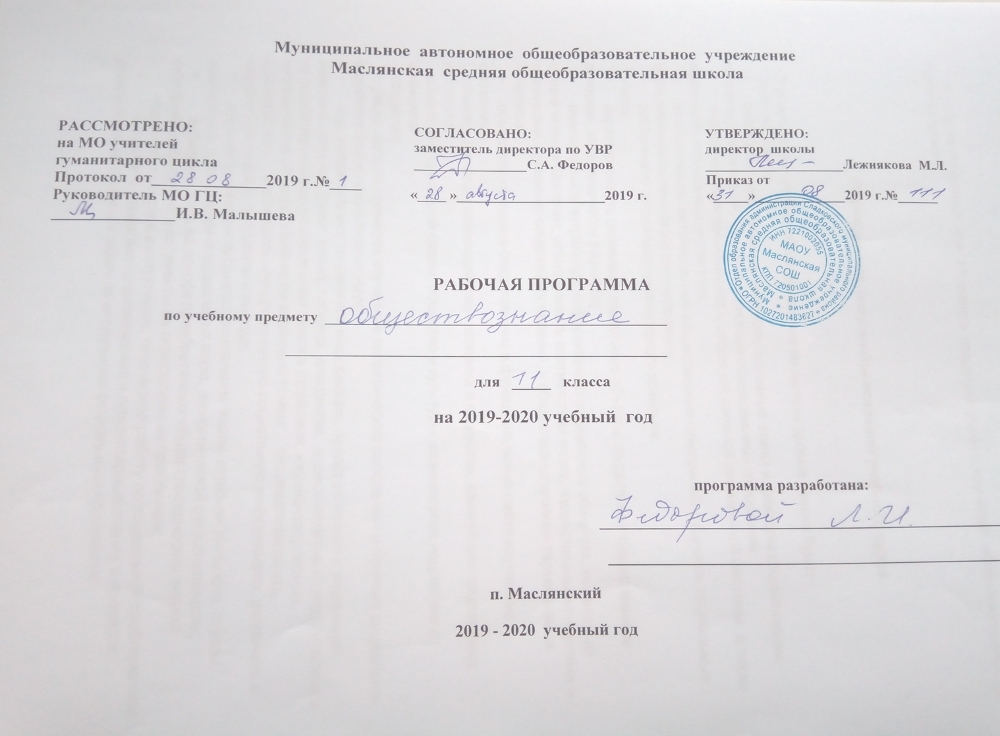 Муниципальное автономное общеобразовательное учреждение
Маслянская средняя общеобразовательная школа
РАССМОТРЕНО:
на МО учителей
гуманитарного цикла
Протокол от 28 08 2019 г.№ 1
Руководитель МО ГЦ:
И.В. Малышева
СОГЛАСОВАНО:
заместитель директора по УВР
С.А. Федоров
« 28 » августа 2019 г.
УТВЕРЖДЕНО:
директор школы
Лежнякова М.Л.
Приказ от
«31 » 08 2019 г.№ 111
Отдел образования администрации Сладковского муниципального района * ОГРН 1027201483627 *
Муниципальное автономное общеобразовательное учреждение *
Маслянская средняя общеобразовательная школа *
ИНН 7221002055
МАОУ
Маслянская
СОШ
КПП 720501001
РАБОЧАЯ ПРОГРАММА
по учебному предмету обществознание
для 11 класса
на 2019-2020 учебный год
программа разработана:
Федоровой Л.И.
п. Маслянский
2019 - 2020 учебный год